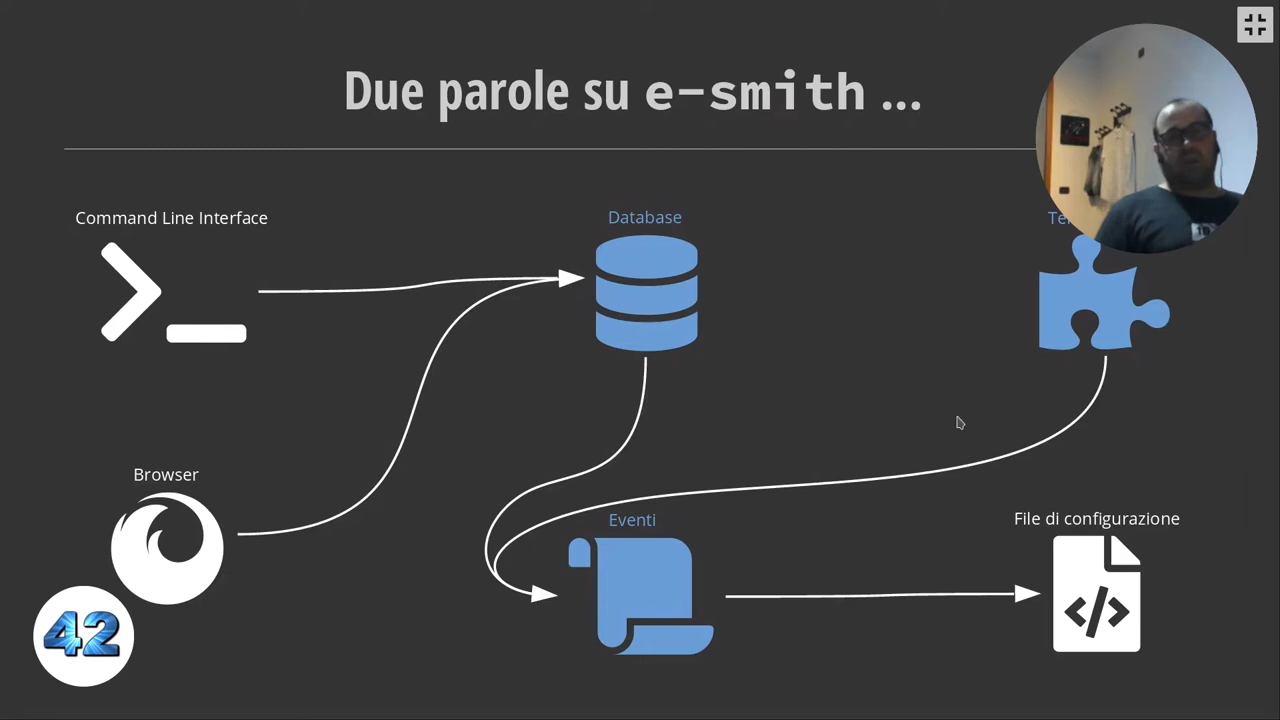 Due parole su e-smith ...
Command Line Interface
Database
Browser
Eventi
File di configurazione
42